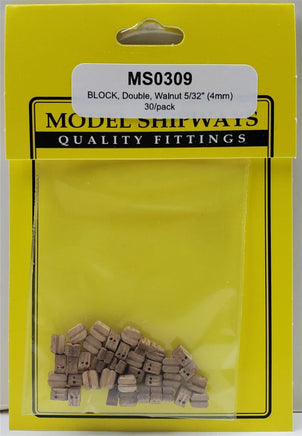 MS0309
BLOCK, Double, Walnut 5/32" (4mm)
30/pack
MODEL SHIPWAYS
QUALITY FITTINGS